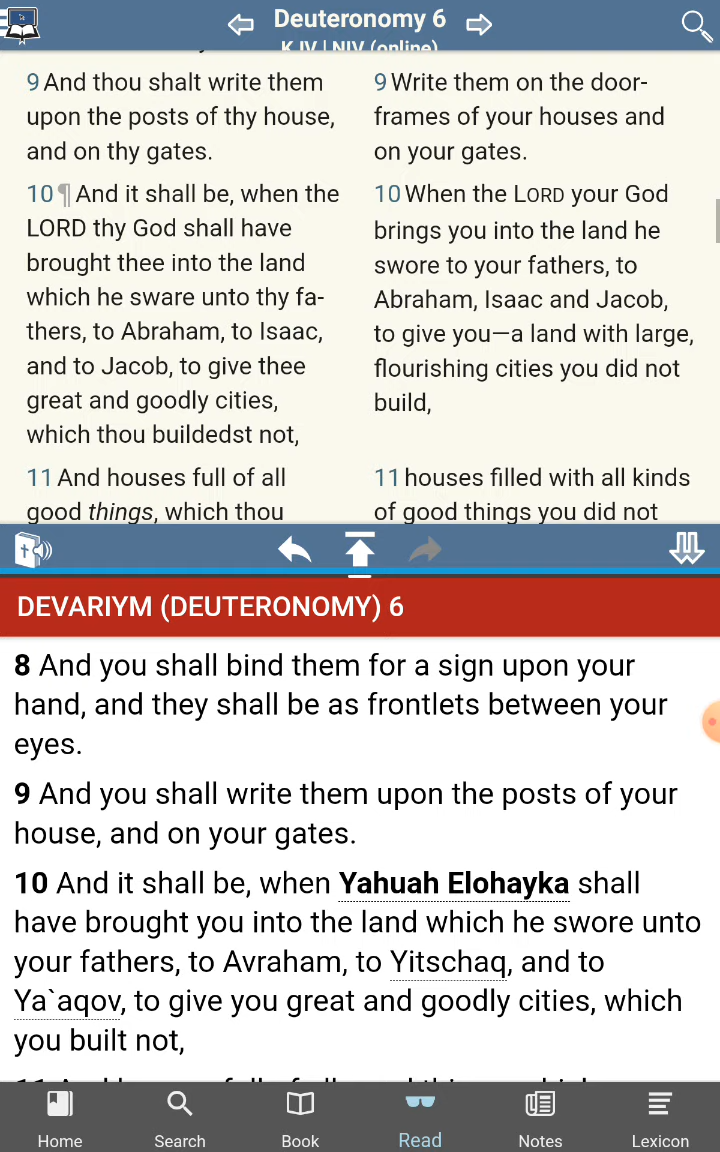 Deuteronomy 6
KJV | NIV (online)
9 And thou shalt write them
upon the posts of thy house,
and on thy gates.
10 ¶ And it shall be, when the
LORD thy God shall have
brought thee into the land
which he sware unto thy fa-
thers, to Abraham, to Isaac,
and to Jacob, to give thee
great and goodly cities,
which thou buildedst not,
11 And houses full of all
good things, which thou
9 Write them on the door-
frames of your houses and
on your gates.
10 When the LORD your God
brings you into the land he
swore to your fathers, to
Abraham, Isaac and Jacob,
to give you—a land with large,
flourishing cities you did not
build,
11 houses filled with all kinds
of good things you did not
DEVARIYM (DEUTERONOMY) 6
8 And you shall bind them for a sign upon your
hand, and they shall be as frontlets between your
eyes.
9 And you shall write them upon the posts of your
house, and on your gates.
10 And it shall be, when Yahuah Elohayka shall
have brought you into the land which he swore unto
your fathers, to Avraham, to Yitschaq, and to
Ya`aqov, to give you great and goodly cities, which
you built not,
Home
Search
Book
Read
Notes
Lexicon